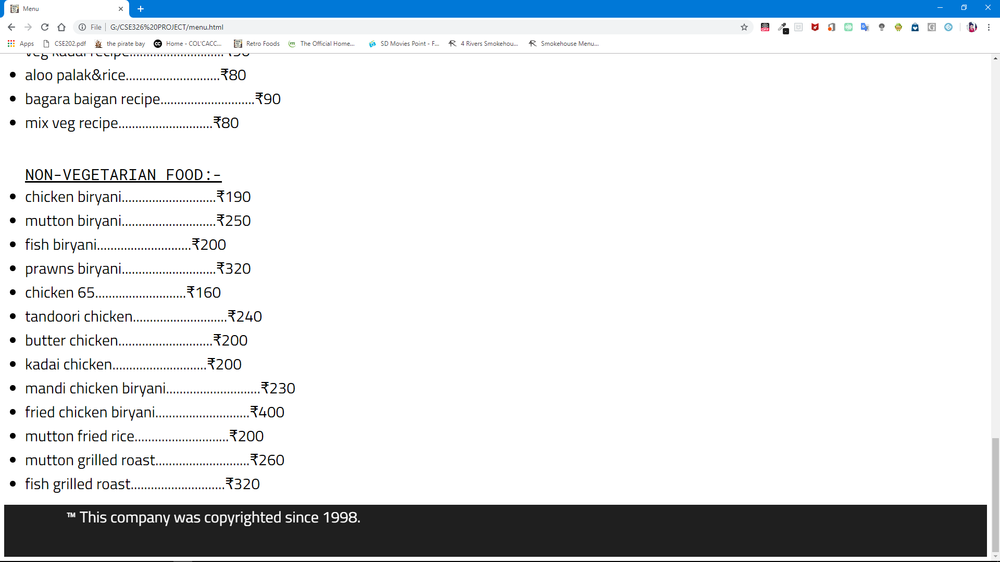 Menu
File G:/CSE326%20PROJECT/menu.html
Apps CSE202.pdf the pirate bay Home - COL'CACC... Retro Foods The Official Home... SD Movies Point - F... 4 Rivers Smokehou... Smokehouse Menu...
veg kadai recipe............................₹90
aloo palak&rice............................₹80
bagara baigan recipe............................₹90
mix veg recipe............................₹80
NON-VEGETARIAN FOOD:-
chicken biryani............................₹190
mutton biryani............................₹250
fish biryani............................₹200
prawns biryani............................₹320
chicken 65...........................₹160
tandoori chicken............................₹240
butter chicken............................₹200
kadai chicken............................₹200
mandi chicken biryani............................₹230
fried chicken biryani............................₹400
mutton fried rice............................₹200
mutton grilled roast............................₹260
fish grilled roast............................₹320
™ This company was copyrighted since 1998.